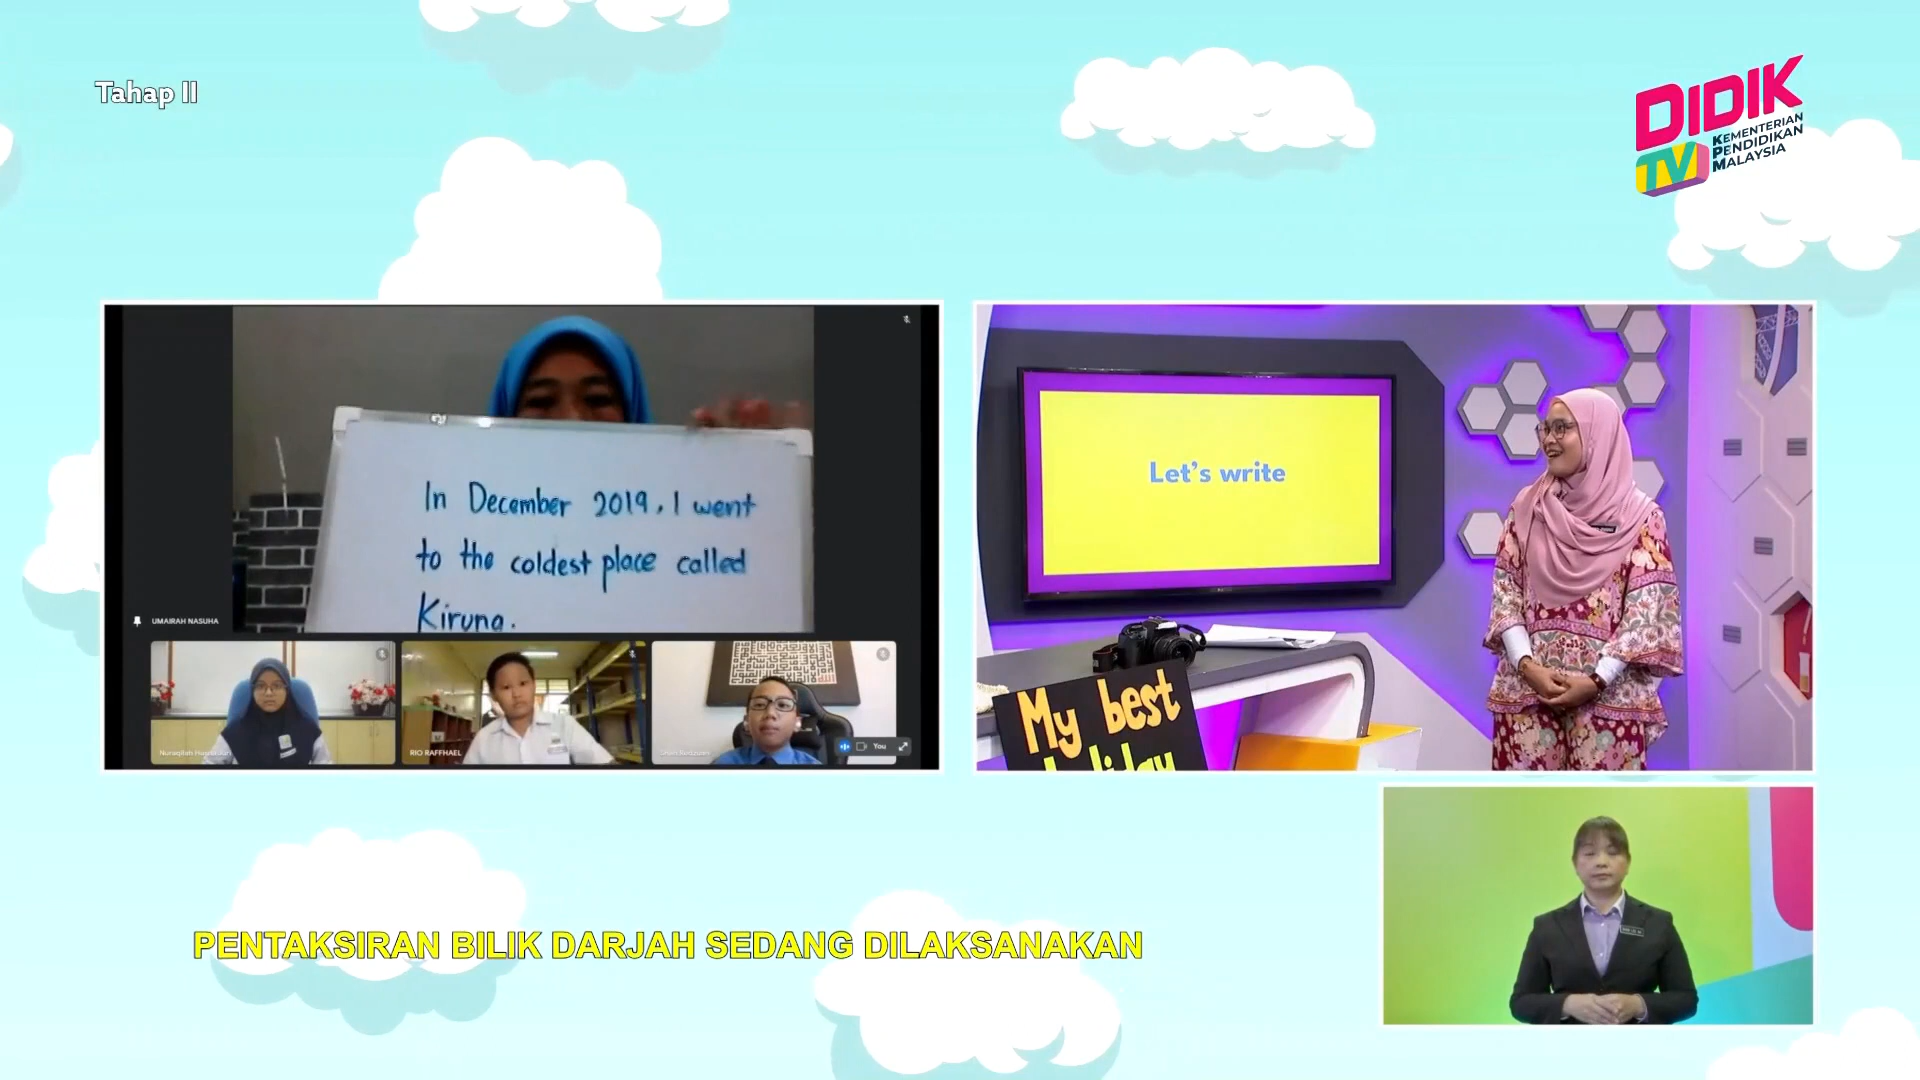 Tahap II
DIDIK
TV
KEMENTERIAN
PENDIDIKAN
MALAYSIA
In December 2019, I went
to the coldest place called
Kiruna.
UMAIRAH NASUHA
RIO RAFFHAEL
You
Let's write
My best
holiday
PENTAKSIRAN BILIK DARJAH SEDANG DILAKSANAKAN